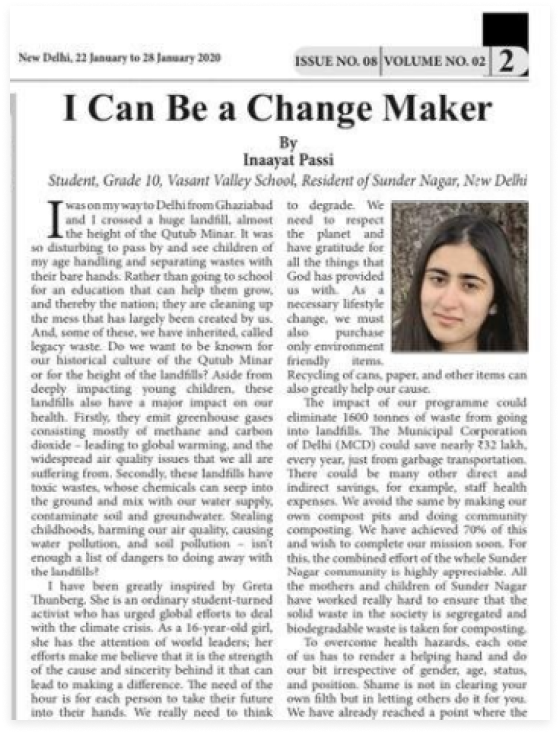 New Delhi, 22 January to 28 January 2020
ISSUE NO. 08 VOLUME NO. 02 2
I Can Be a Change Maker
By
Inaayat Passi
Student, Grade 10, Vasant Valley School, Resident of Sunder Nagar, New Delhi
I was on my way to Delhi from Ghaziabad
and I crossed a huge landfill, almost
the height of the Qutub Minar. It was
so disturbing to pass by and see children of
my age handling and separating wastes with
their bare hands. Rather than going to school
for an education that can help them grow,
and thereby the nation; they are cleaning up
the mess that has largely been created by us.
And, some of these, we have inherited, called
legacy waste. Do we want to be known for
our historical culture of the Qutub Minar
or for the height of the landfills? Aside from
deeply impacting young children, these
landfills also have a major impact on our
health. Firstly, they emit greenhouse gases
consisting mostly of methane and carbon
dioxide – leading to global warming, and the
widespread air quality issues that we all are
suffering from. Secondly, these landfills have
toxic wastes, whose chemicals can seep into
the ground and mix with our water supply,
contaminate soil and groundwater. Stealing
childhoods, harming our air quality, causing
water pollution, and soil pollution – isn't
enough a list of dangers to doing away with
the landfills?
I have been greatly inspired by Greta
Thunberg. She is an ordinary student-turned
activist who has urged global efforts to deal
with the climate crisis. As a 16-year-old girl,
she has the attention of world leaders; her
efforts make me believe that it is the strength
of the cause and sincerity behind it that can
lead to making a difference. The need of the
hour is for each person to take their future
into their hands. We really need to think
to degrade. We
need to respect
the planet and
have gratitude for
all the things that
God has provided
us with. As a
necessary lifestyle
change, we must
also purchase
only environment
friendly items.
Recycling of cans, paper, and other items can
also greatly help our cause.
The impact of our programme could
eliminate 1600 tonnes of waste from going
into landfills. The Municipal Corporation
of Delhi (MCD) could save nearly ₹32 lakh,
every year, just from garbage transportation.
There could be many other direct and
indirect savings, for example, staff health
expenses. We avoid the same by making our
own compost pits and doing community
composting. We have achieved 70% of this
and wish to complete our mission soon. For
this, the combined effort of the whole Sunder
Nagar community is highly appreciable. All
the mothers and children of Sunder Nagar
have worked really hard to ensure that the
solid waste in the society is segregated and
biodegradable waste is taken for composting.
To overcome health hazards, each one
of us has to render a helping hand and do
our bit irrespective of gender, age, status,
and position. Shame is not in clearing your
own filth but in letting others do it for you.
We have already reached a point where the